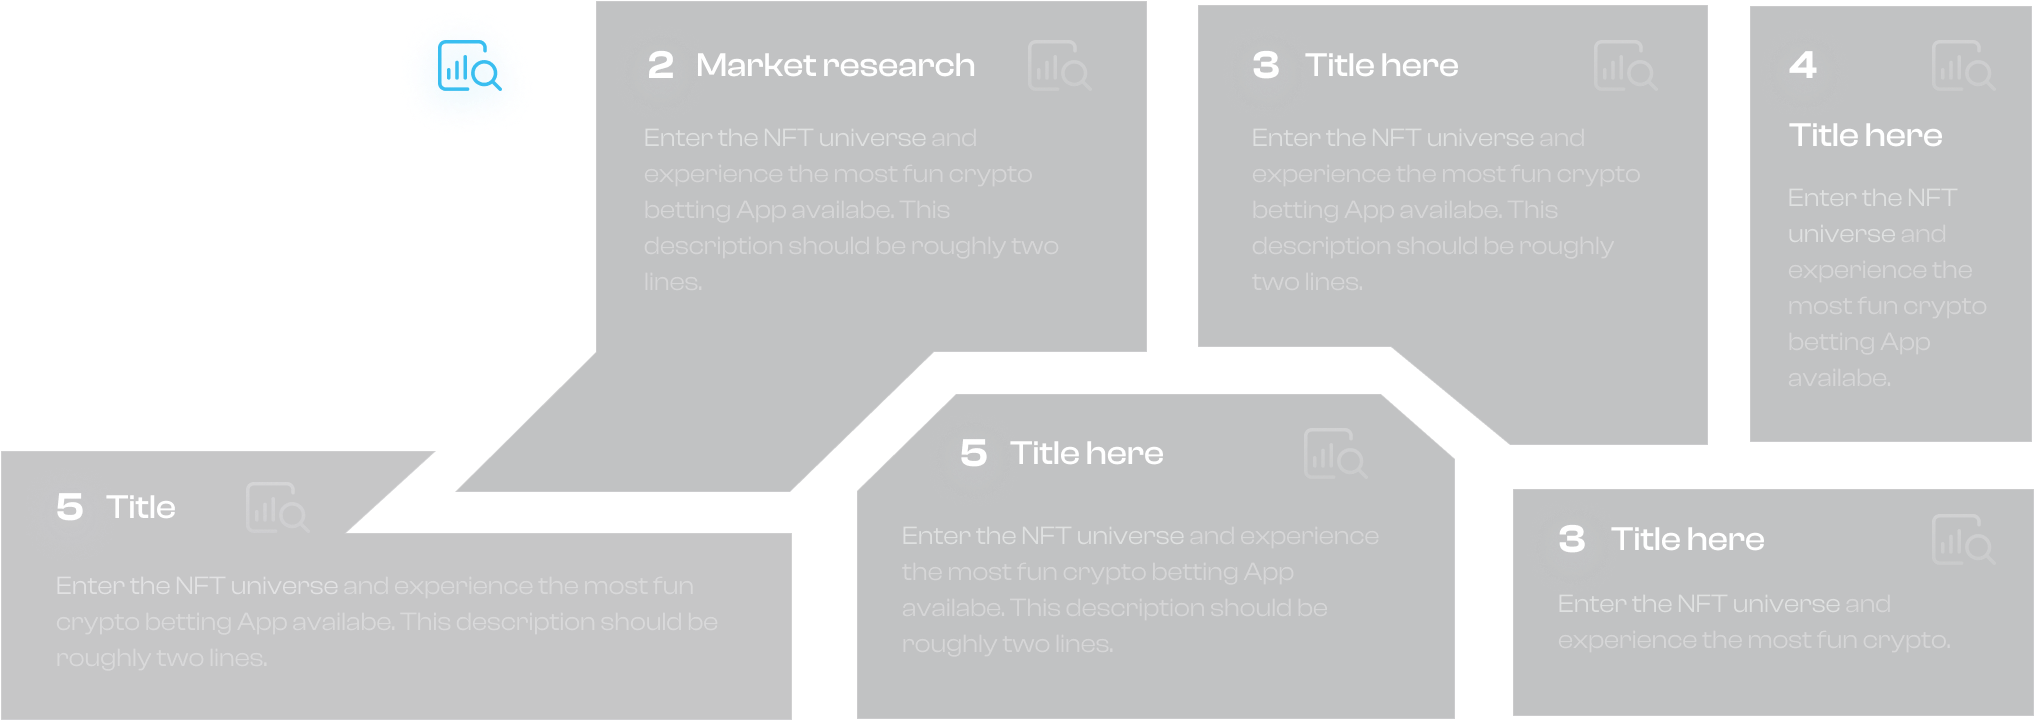 2 Market research
Enter the NFT universe and
experience the most fun crypto
betting App availabe. This
description should be roughly two
lines.
3 Title here
Enter the NFT universe and
experience the most fun crypto
betting App availabe. This
description should be roughly
two lines.
4
Title here
Enter the NFT
universe and
experience the
most fun crypto
betting App
availabe.
5 Title
Enter the NFT universe and experience the most fun
crypto betting App availabe. This description should be
roughly two lines.
5 Title here
Enter the NFT universe and experience
the most fun crypto betting App
availabe. This description should be
roughly two lines.
3 Title here
Enter the NFT universe and
experience the most fun crypto.